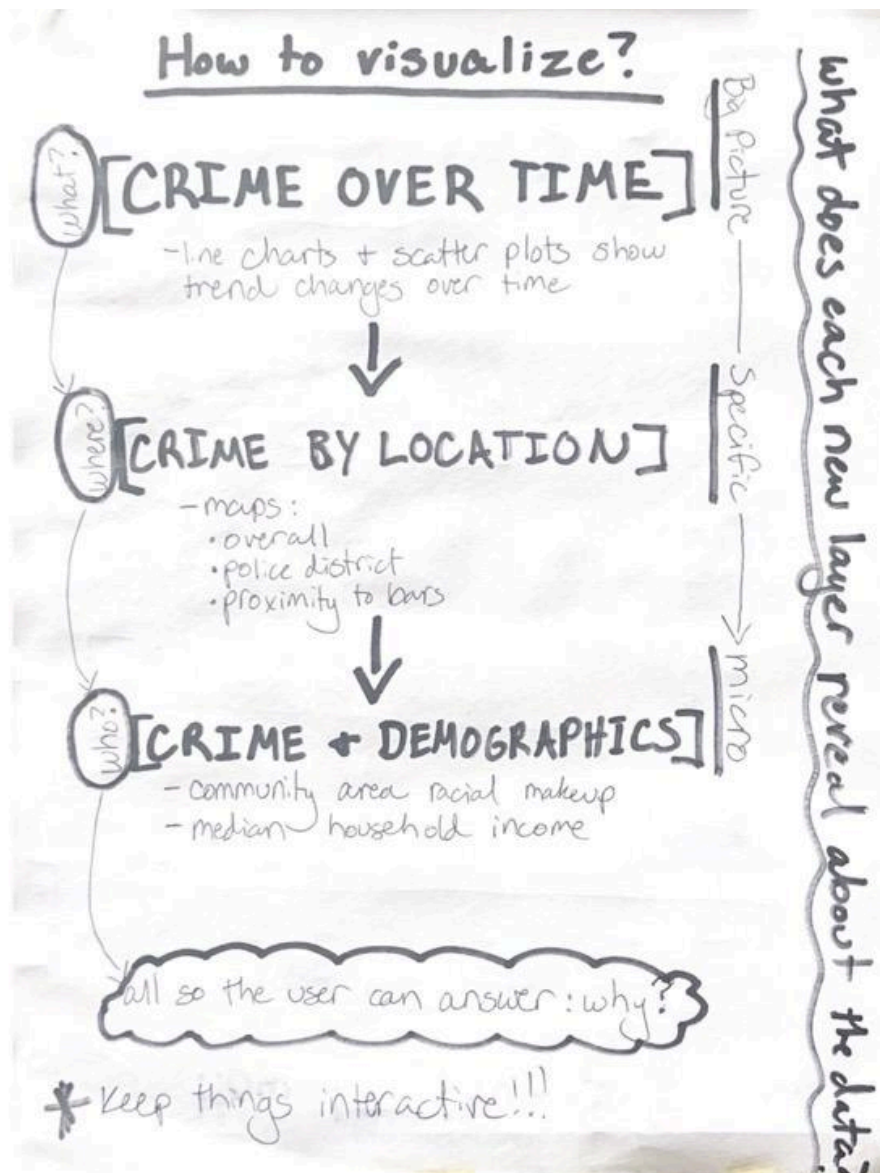 How to visualize?
what?
[CRIME OVER TIME]
-line charts + scatter plots show
trend changes over time
where?
[CRIME BY LOCATION]
- maps:
• overall
• police district
• proximity to bars
who?
[CRIME + DEMOGRAPHICS]
- community area racial makeup
- median household income
all so the user can answer: why?
* Keep things interactive!!!
Big Picture
Specific
micro
what does each new layer reveal about the data?